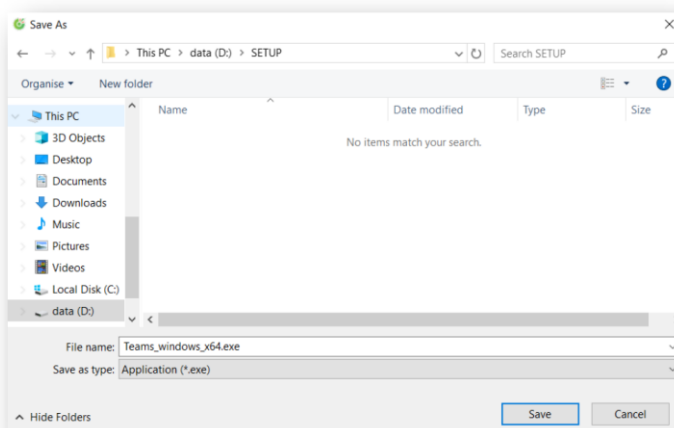 Save As
This PC > data (D:) > SETUP
Search SETUP
Organise
New folder
Name
Date modified
Type
Size
No items match your search.
This PC
3D Objects
Desktop
Documents
Downloads
Music
Pictures
Videos
Local Disk (C:)
data (D:)
File name: Teams_windows_x64.exe
Save as type: Application (*.exe)
Hide Folders
Save
Cancel